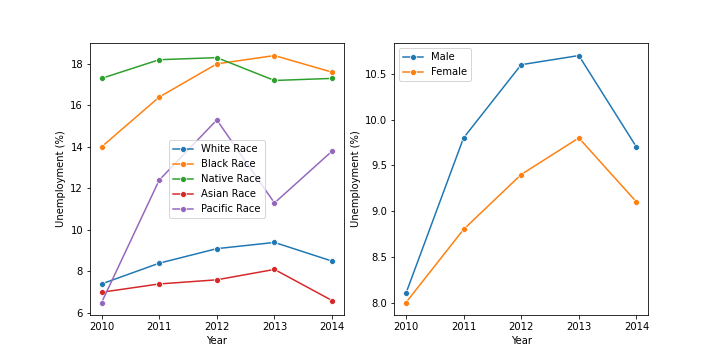 18
16
14
12
10
8
6
Unemployment (%)
White Race
Black Race
Native Race
Asian Race
Pacific Race
2010 2011 2012 2013 2014
Year
10.5
10.0
9.5
9.0
8.5
8.0
Unemployment (%)
Male
Female
2010 2011 2012 2013 2014
Year